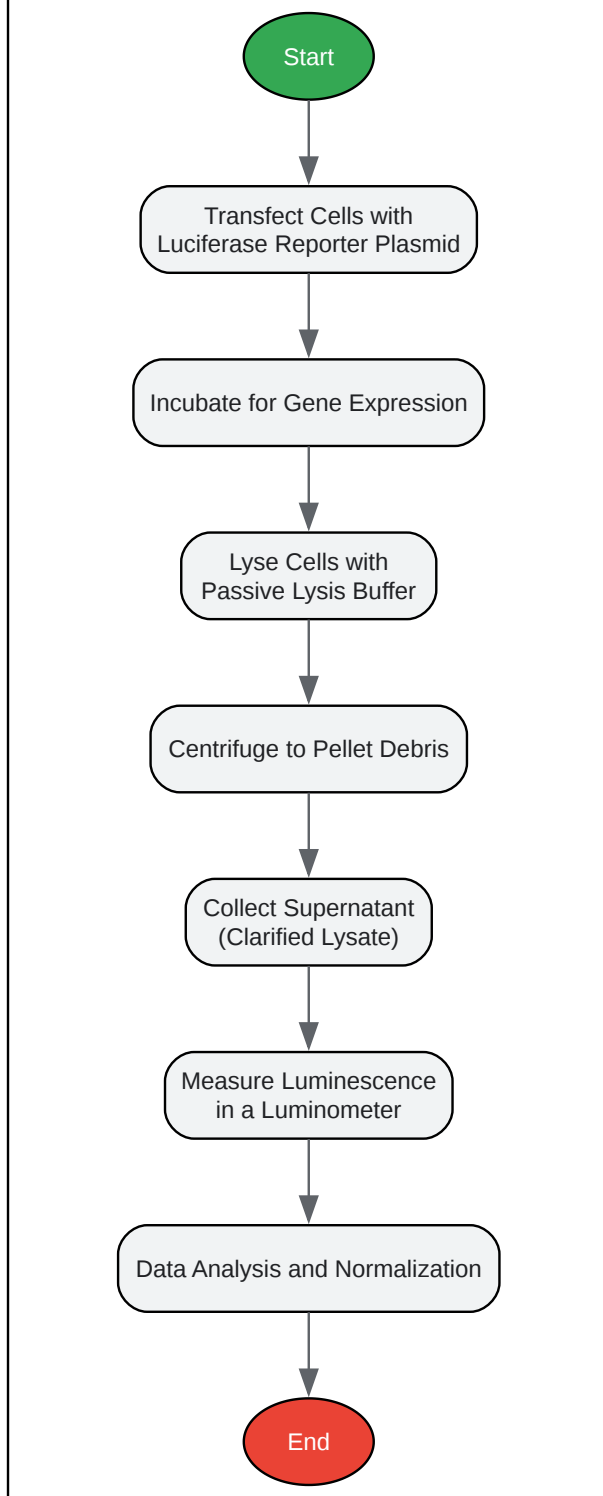 Start
Transfect Cells with
Luciferase Reporter Plasmid
Incubate for Gene Expression
Lyse Cells with
Passive Lysis Buffer
Centrifuge to Pellet Debris
Collect Supernatant
(Clarified Lysate)
Measure Luminescence
in a Luminometer
Data Analysis and Normalization
End